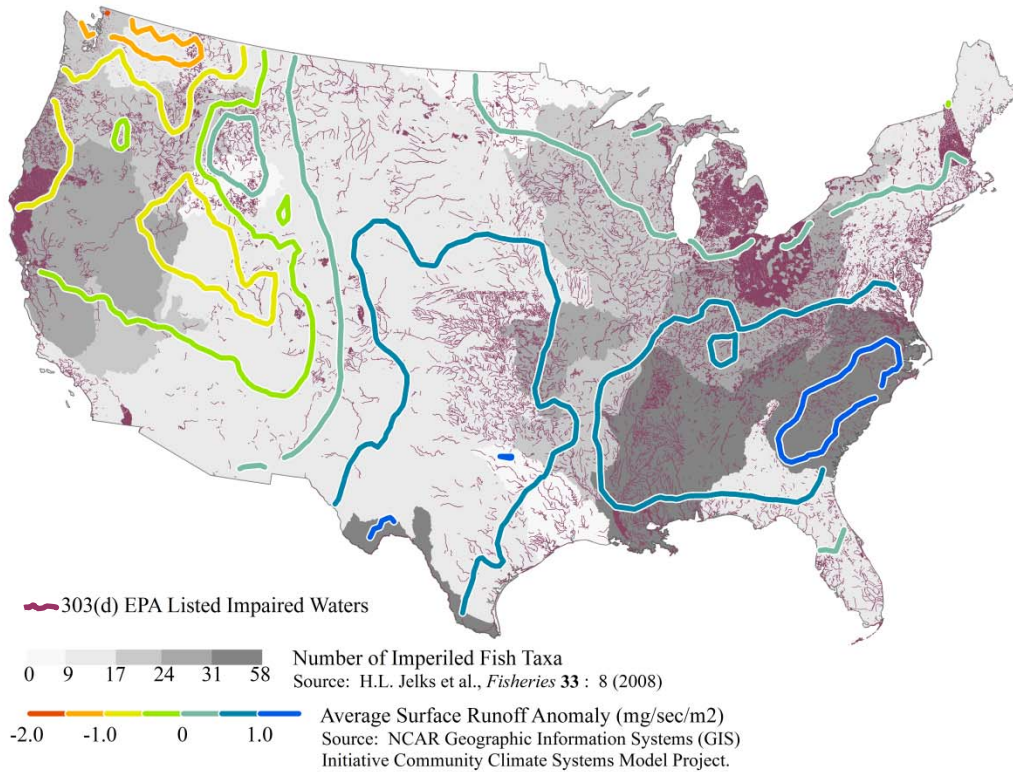 303(d) EPA Listed Impaired Waters
0 9 17 24 31 58
Number of Imperiled Fish Taxa
Source: H.L. Jelks et al., Fisheries 33 : 8 (2008)
-2.0 -1.0 0 1.0
Average Surface Runoff Anomaly (mg/sec/m2)
Source: NCAR Geographic Information Systems (GIS)
Initiative Community Climate Systems Model Project.